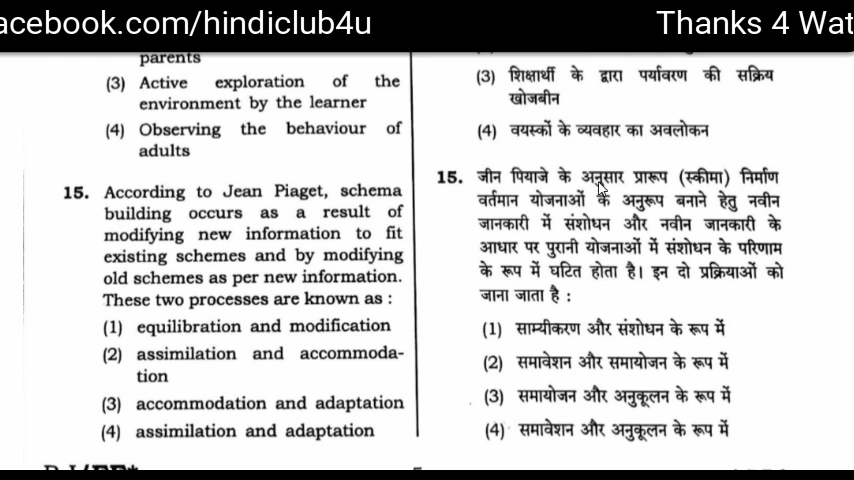 acebook.com/hindiclub4u
Thanks 4 Wat
parents
(3) Active exploration of the
environment by the learner
(4) Observing the behaviour of
adults
15. According to Jean Piaget, schema
building occurs as a result of
modifying new information to fit
existing schemes and by modifying
old schemes as per new information.
These two processes are known as :
(1) equilibration and modification
(2) assimilation and accommoda-
tion
(3) accommodation and adaptation
(4) assimilation and adaptation
(3) शिक्षार्थी के द्वारा पर्यावरण की सक्रिय
खोजबीन
(4) वयस्कों के व्यवहार का अवलोकन
15. जीन पियाजे के अनुसार प्रारूप (स्कीमा) निर्माण
वर्तमान योजनाओं के अनुरूप बनाने हेतु नवीन
जानकारी में संशोधन और नवीन जानकारी के
आधार पर पुरानी योजनाओं में संशोधन के परिणाम
के रूप में घटित होता है। इन दो प्रक्रियाओं को
जाना जाता है :
(1) साम्यीकरण और संशोधन के रूप में
(2) समावेशन और समायोजन के रूप में
(3) समायोजन और अनुकूलन के रूप में
(4) समावेशन और अनुकूलन के रूप में